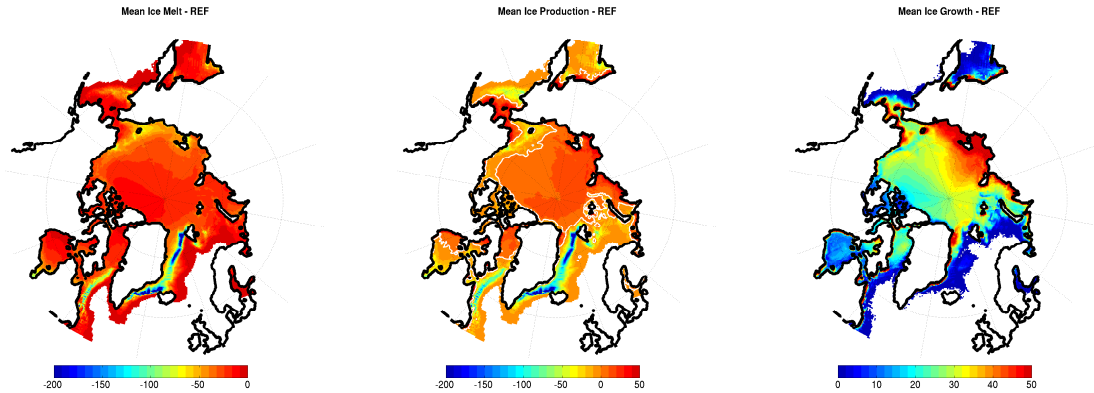 Mean Ice Melt - REF
Mean Ice Production - REF
Mean Ice Growth - REF
-200 -150 -100 -50 0
-200 -150 -100 -50 0 50
0 10 20 30 40 50